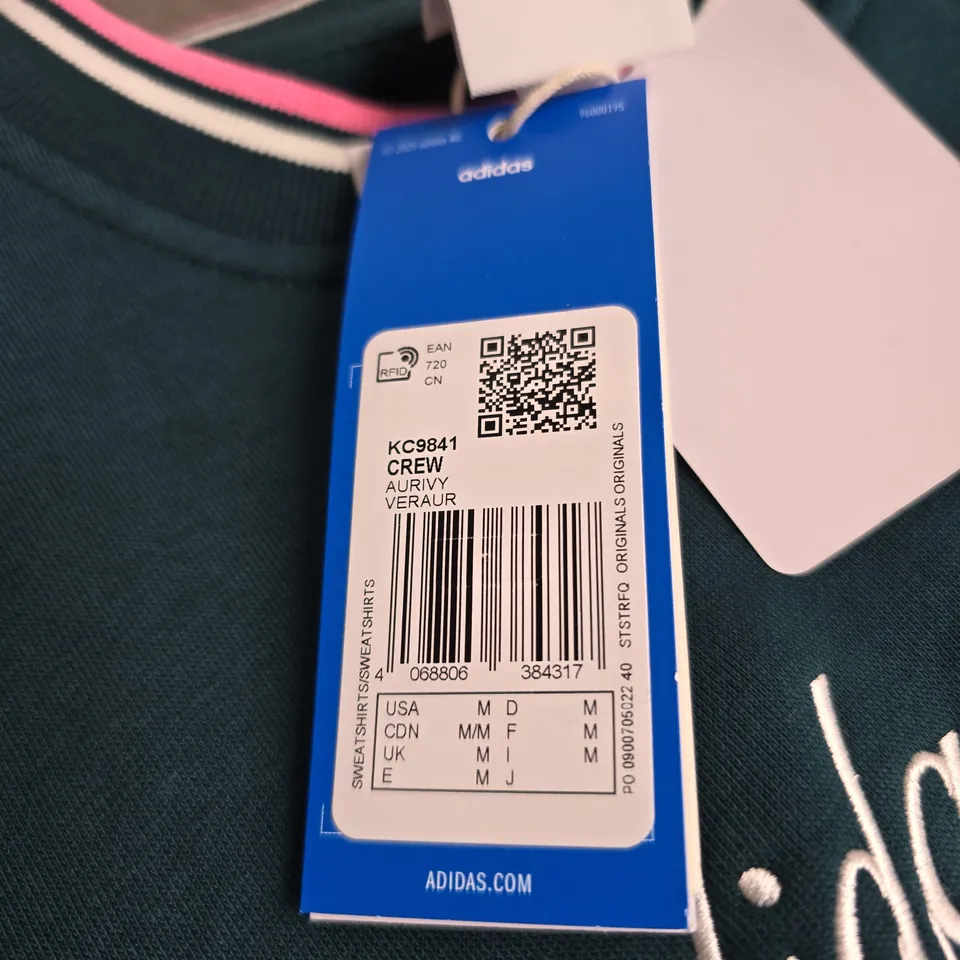 76000195
adidas
RFID
EAN
720
CN
KC9841
CREW
AURIVY
VERAUR
SWEATSHIRTS/SWEATSHIRTS
PO 0900705022 40 STSTRFQ ORIGINALS ORIGINALS
4 068806 384317
USA M D M
CDN M/M F M
UK M I M
E M J
ADIDAS.COM